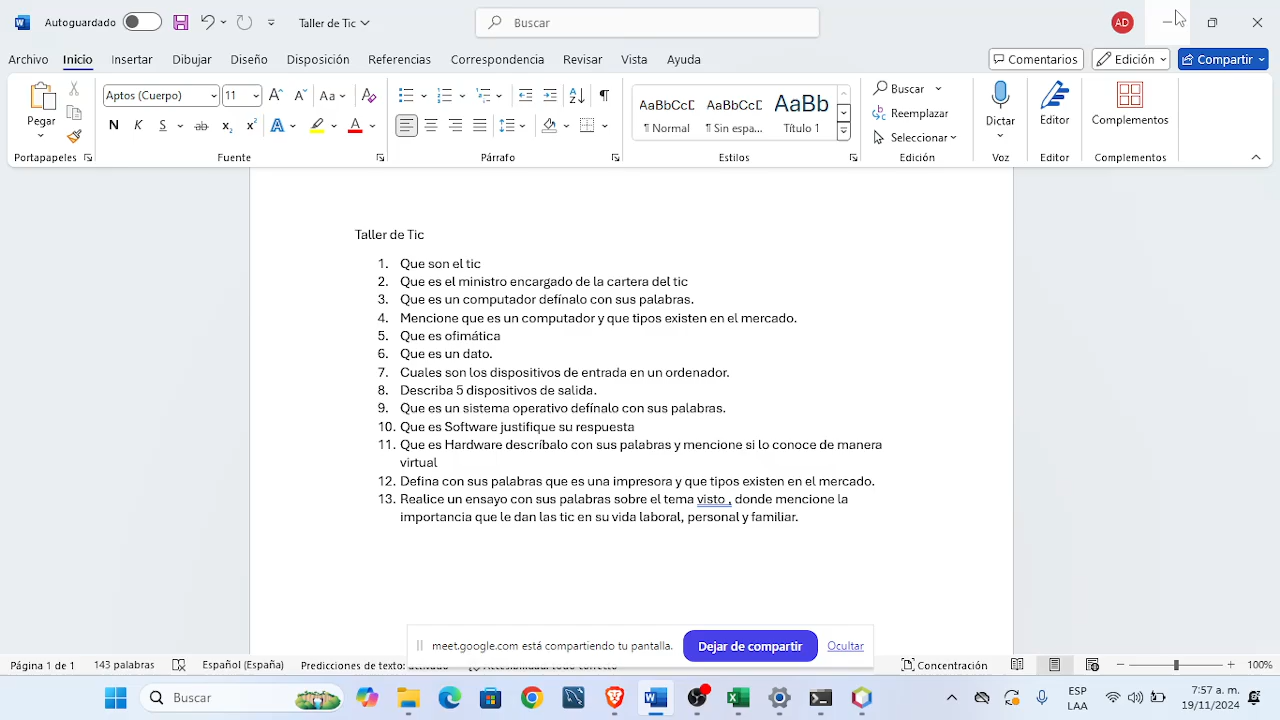 Autoguardado
Taller de Tic
Buscar
AD
Archivo Inicio Insertar Dibujar Diseño Disposición Referencias Correspondencia Revisar Vista Ayuda
Comentarios Edición Compartir
Pegar
Aptos (Cuerpo) 11
AaBbCcD AaBbCcD AaBb
Normal Sin espa... Título 1
Buscar
Reemplazar
Seleccionar
Dictar
Editor
Complementos
Portapapeles Fuente Párrafo Estilos Edición Voz Editor Complementos
Taller de Tic
1. Que son el tic
2. Que es el ministro encargado de la cartera del tic
3. Que es un computador defínalo con sus palabras.
4. Mencione que es un computador y que tipos existen en el mercado.
5. Que es ofimática
6. Que es un dato.
7. Cuales son los dispositivos de entrada en un ordenador.
8. Describa 5 dispositivos de salida.
9. Que es un sistema operativo defínalo con sus palabras.
10. Que es Software justifique su respuesta
11. Que es Hardware descríbalo con sus palabras y mencione si lo conoce de manera
virtual
12. Defina con sus palabras que es una impresora y que tipos existen en el mercado.
13. Realice un ensayo con sus palabras sobre el tema visto , donde mencione la
importancia que le dan las tic en su vida laboral, personal y familiar.
meet.google.com está compartiendo tu pantalla. Dejar de compartir Ocultar
Página 1 de 1 143 palabras Español (España) Predicciones de texto: Concentración 100%
Buscar
ESP
LAA
7:57 a. m.
19/11/2024